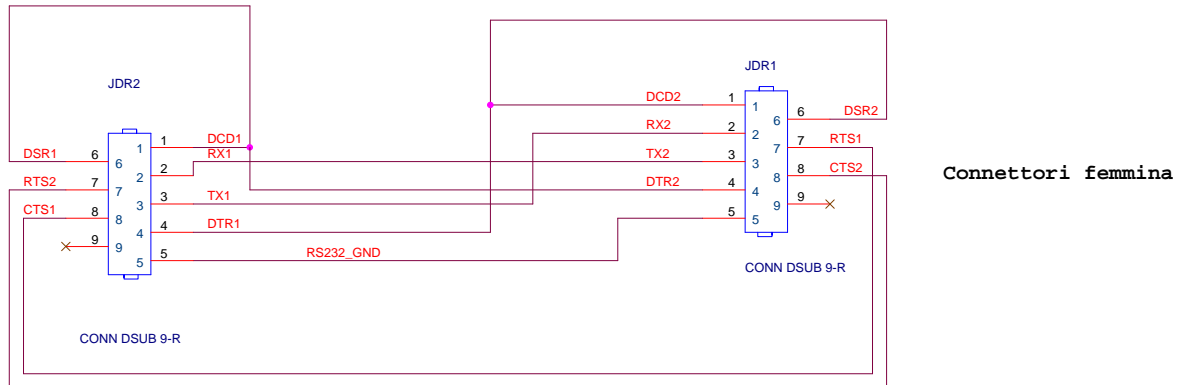 JDR1
JDR2
DCD2 1 1 6 6 DSR2
RX2 2 2 7 7 RTS1
DSR1 6 6 1 1 DCD1
RX1 TX2 3 3 8 8 CTS2
RTS2 7 7 2 2
DTR2 4 4 9 9
CTS1 8 8 3 3 TX1
5 5
9 9 4 4 DTR1
5 5 RS232_GND
Connettori femmina
CONN DSUB 9-R
CONN DSUB 9-R